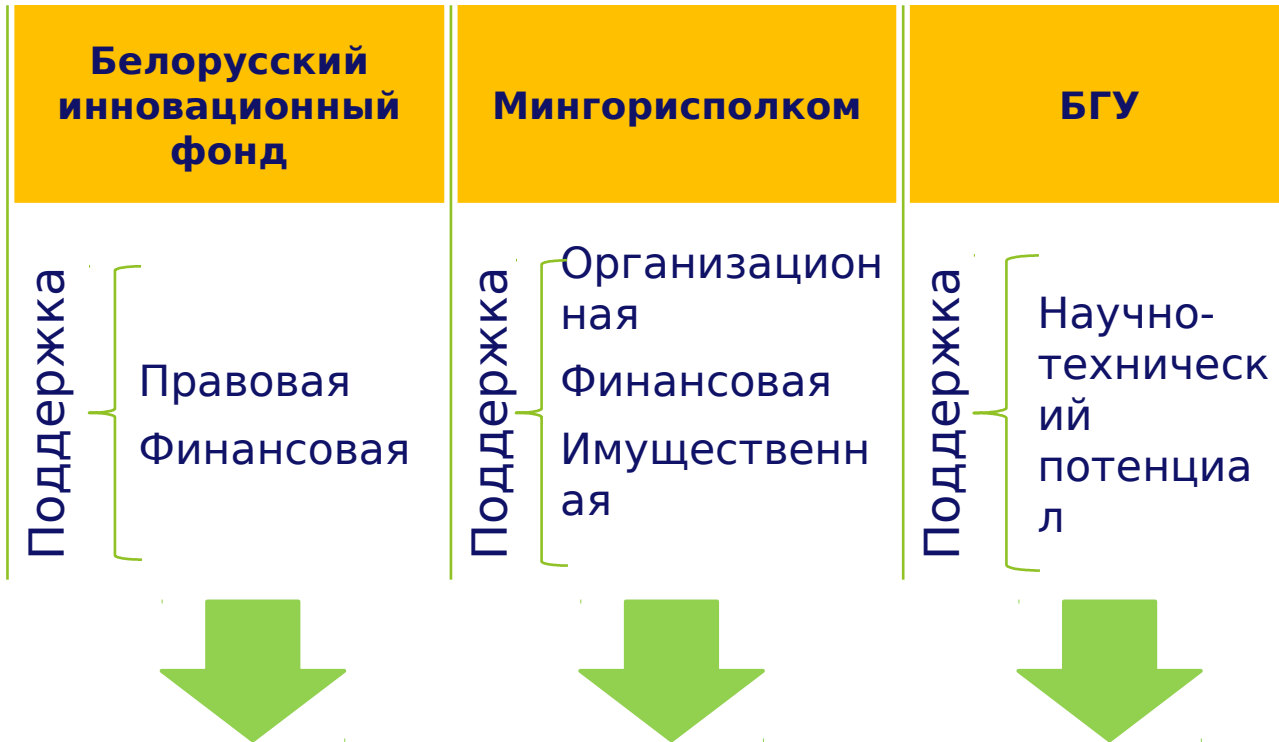 Белорусский
инновационный
фонд
Мингорисполком
БГУ
Поддержка
Правовая
Финансовая
Поддержка
Организацион
ная
Финансовая
Имущественн
ая
Поддержка
Научно-
техническ
ий
потенциа
л